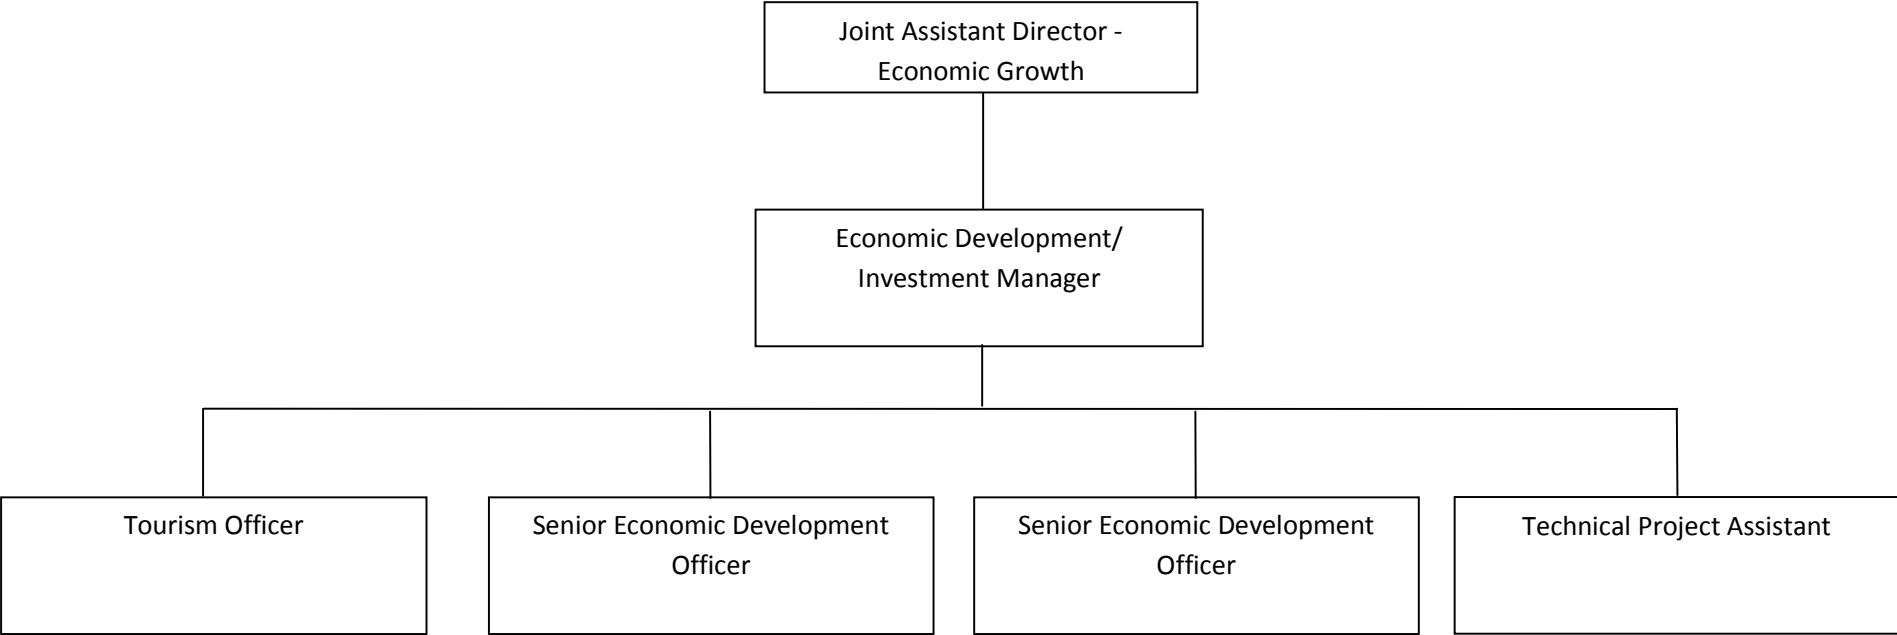 Joint Assistant Director -
Economic Growth
Economic Development/
Investment Manager
Tourism Officer
Senior Economic Development
Officer
Senior Economic Development
Officer
Technical Project Assistant